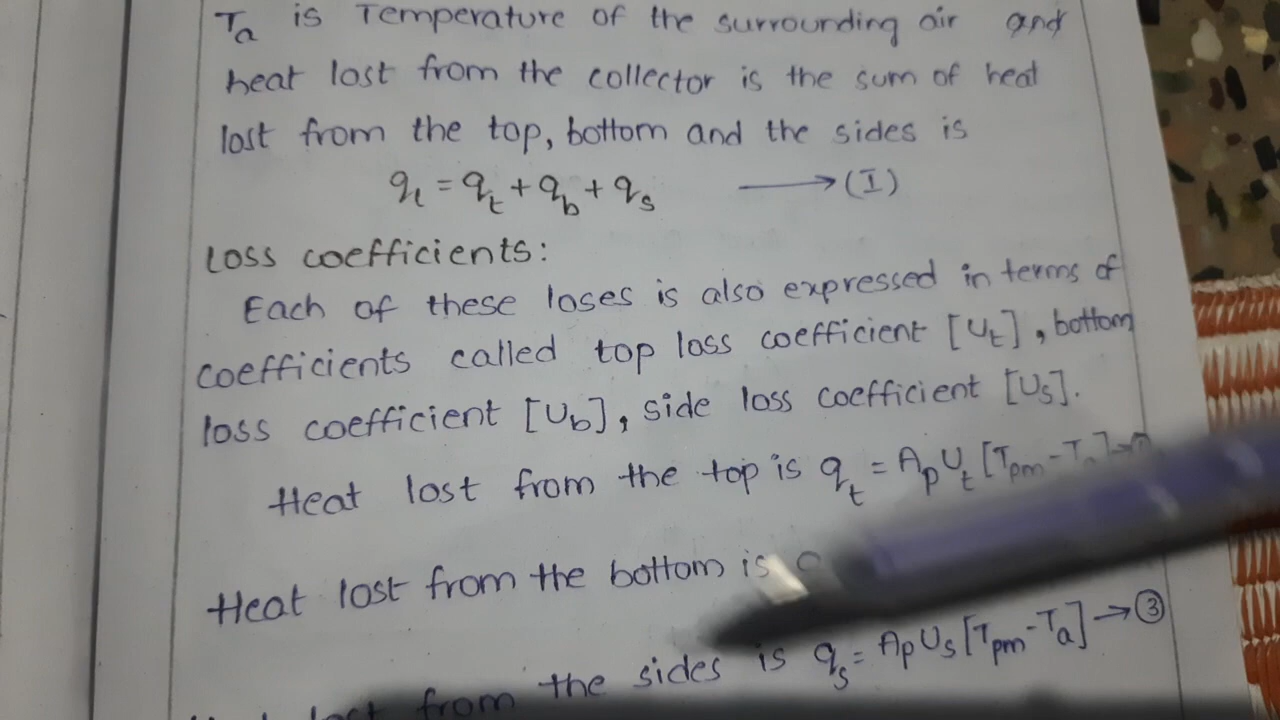 Ta is Temperature of the surrounding air and
heat lost from the collector is the sum of heat
lost from the top, bottom and the sides is
ql = qt + qb + qs → (I)
Loss coefficients:
Each of these loses is also expressed in terms of
coefficients called top loss coefficient [Ut], bottom
loss coefficient [Ub], side loss coefficient [Us].
Heat lost from the top is qt = ApUt [Tpm - T
Heat lost from the bottom is
lost from the sides is qs = ApUs [Tpm - Ta] → ③